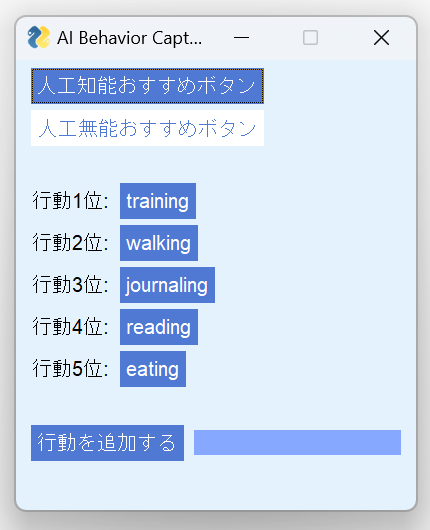 AI Behavior Capt...
人工知能おすすめボタン
人工無能おすすめボタン
行動1位: training
行動2位: walking
行動3位: journaling
行動4位: reading
行動5位: eating
行動を追加する